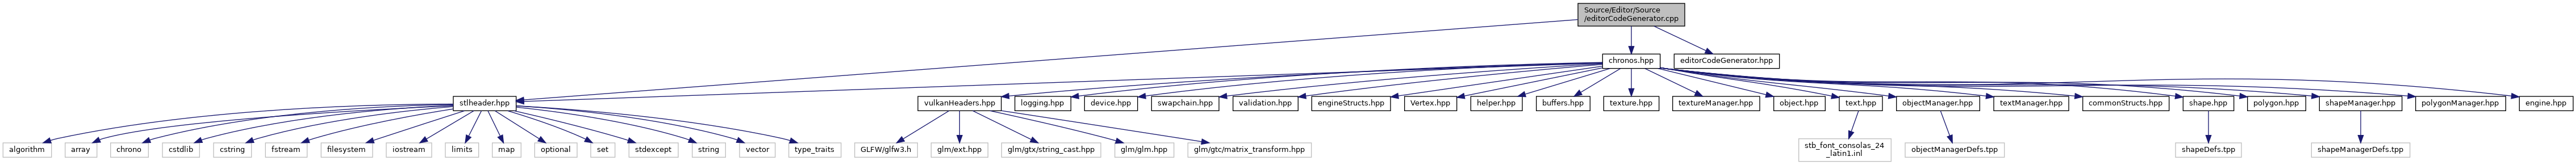 Source/Editor/Source
/editorCodeGenerator.cpp
chronos.hpp
editorCodeGenerator.hpp
stlheader.hpp
vulkanHeaders.hpp
logging.hpp
device.hpp
swapchain.hpp
validation.hpp
engineStructs.hpp
Vertex.hpp
helper.hpp
buffers.hpp
texture.hpp
textureManager.hpp
object.hpp
text.hpp
objectManager.hpp
textManager.hpp
commonStructs.hpp
shape.hpp
polygon.hpp
shapeManager.hpp
polygonManager.hpp
engine.hpp
algorithm
array
chrono
cstdlib
cstring
fstream
filesystem
iostream
limits
map
optional
set
stdexcept
string
vector
type_traits
GLFW/glfw3.h
glm/ext.hpp
glm/gtx/string_cast.hpp
glm/glm.hpp
glm/gtc/matrix_transform.hpp
stb_font_consolas_24
_latin1.inl
objectManagerDefs.tpp
shapeDefs.tpp
shapeManagerDefs.tpp